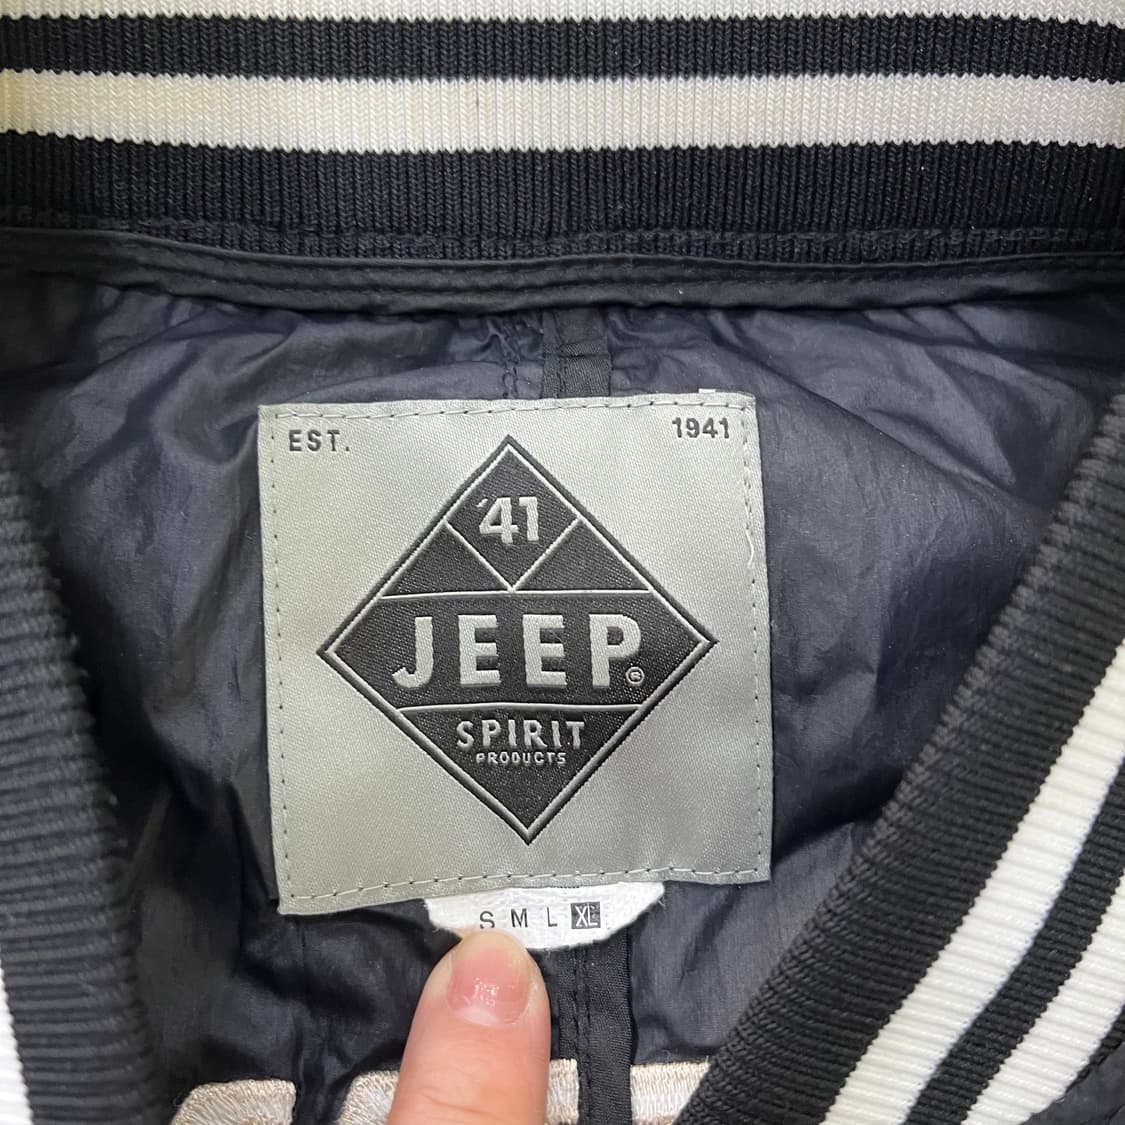 EST. 1941
'41
JEEP®
SPIRIT
PRODUCTS
S M L XL